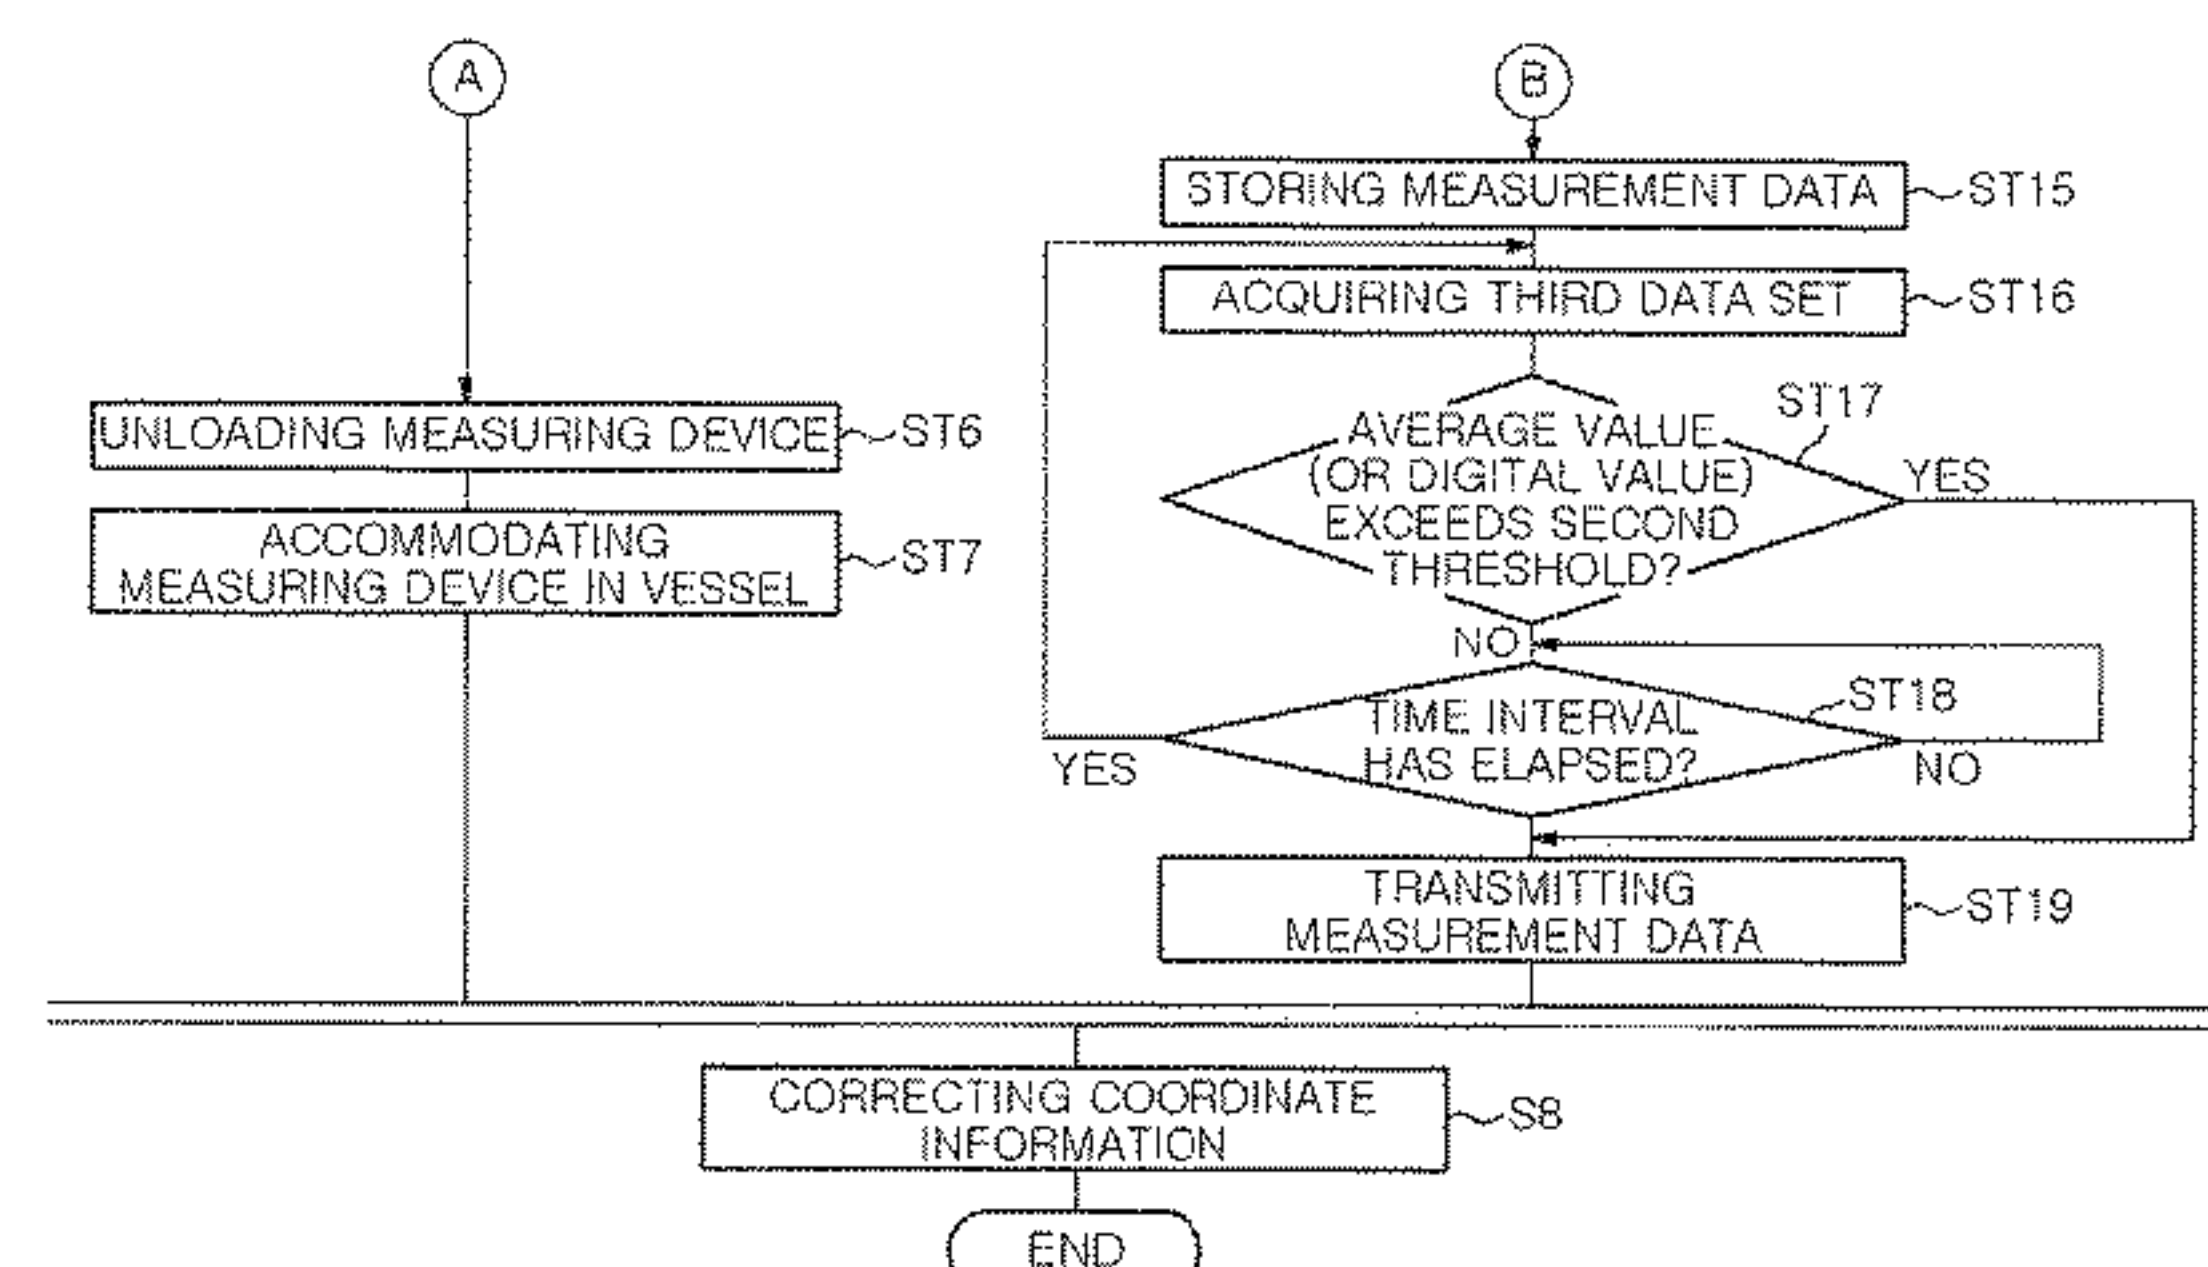 A
UNLOADING MEASURING DEVICE
ST6
ACCOMMODATING
MEASURING DEVICE IN VESSEL
ST7
B
STORING MEASUREMENT DATA
ST15
ACQUIRING THIRD DATA SET
ST16
ST17
AVERAGE VALUE
(OR DIGITAL VALUE)
EXCEEDS SECOND
THRESHOLD?
YES
NO
ST18
TIME INTERVAL
HAS ELAPSED?
YES
NO
TRANSMITTING
MEASUREMENT DATA
ST19
CORRECTING COORDINATE
INFORMATION
S8
END